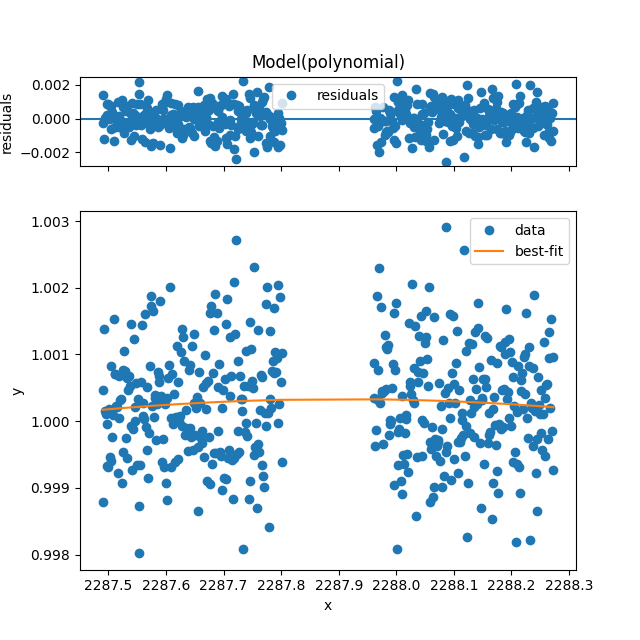 Model(polynomial)
0.002
0.000
−0.002
residuals
residuals
1.003
1.002
1.001
1.000
0.999
0.998
y
data
best-fit
2287.5 2287.6 2287.7 2287.8 2287.9 2288.0 2288.1 2288.2 2288.3
x